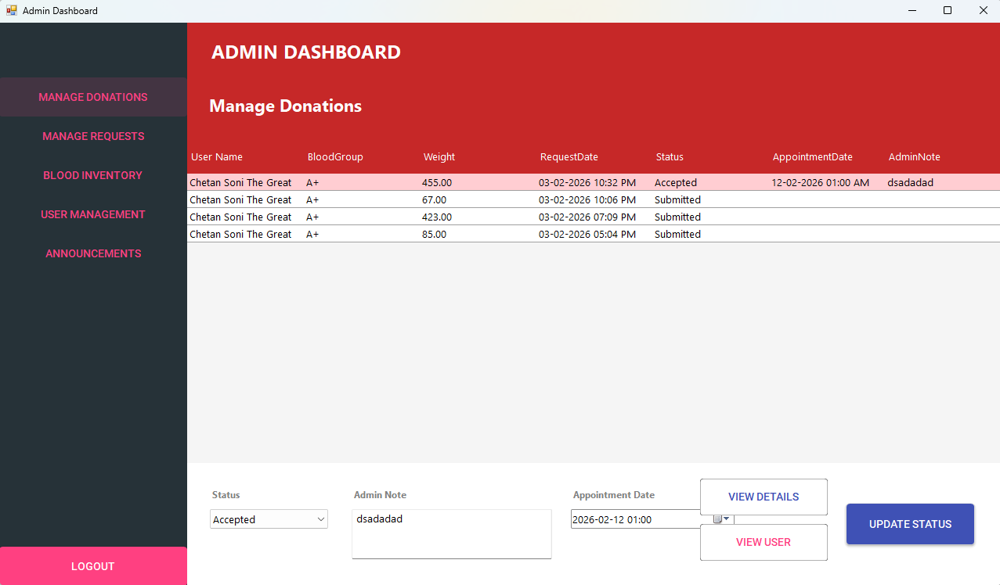 Admin Dashboard
ADMIN DASHBOARD
MANAGE DONATIONS
MANAGE REQUESTS
BLOOD INVENTORY
USER MANAGEMENT
ANNOUNCEMENTS
LOGOUT
Manage Donations
User Name BloodGroup Weight RequestDate Status AppointmentDate AdminNote
Chetan Soni The Great A+ 455.00 03-02-2026 10:32 PM Accepted 12-02-2026 01:00 AM dsadadad
Chetan Soni The Great A+ 67.00 03-02-2026 10:06 PM Submitted
Chetan Soni The Great A+ 423.00 03-02-2026 07:09 PM Submitted
Chetan Soni The Great A+ 85.00 03-02-2026 05:04 PM Submitted
Status Admin Note Appointment Date
Accepted dsadadad 2026-02-12 01:00
VIEW DETAILS
VIEW USER
UPDATE STATUS